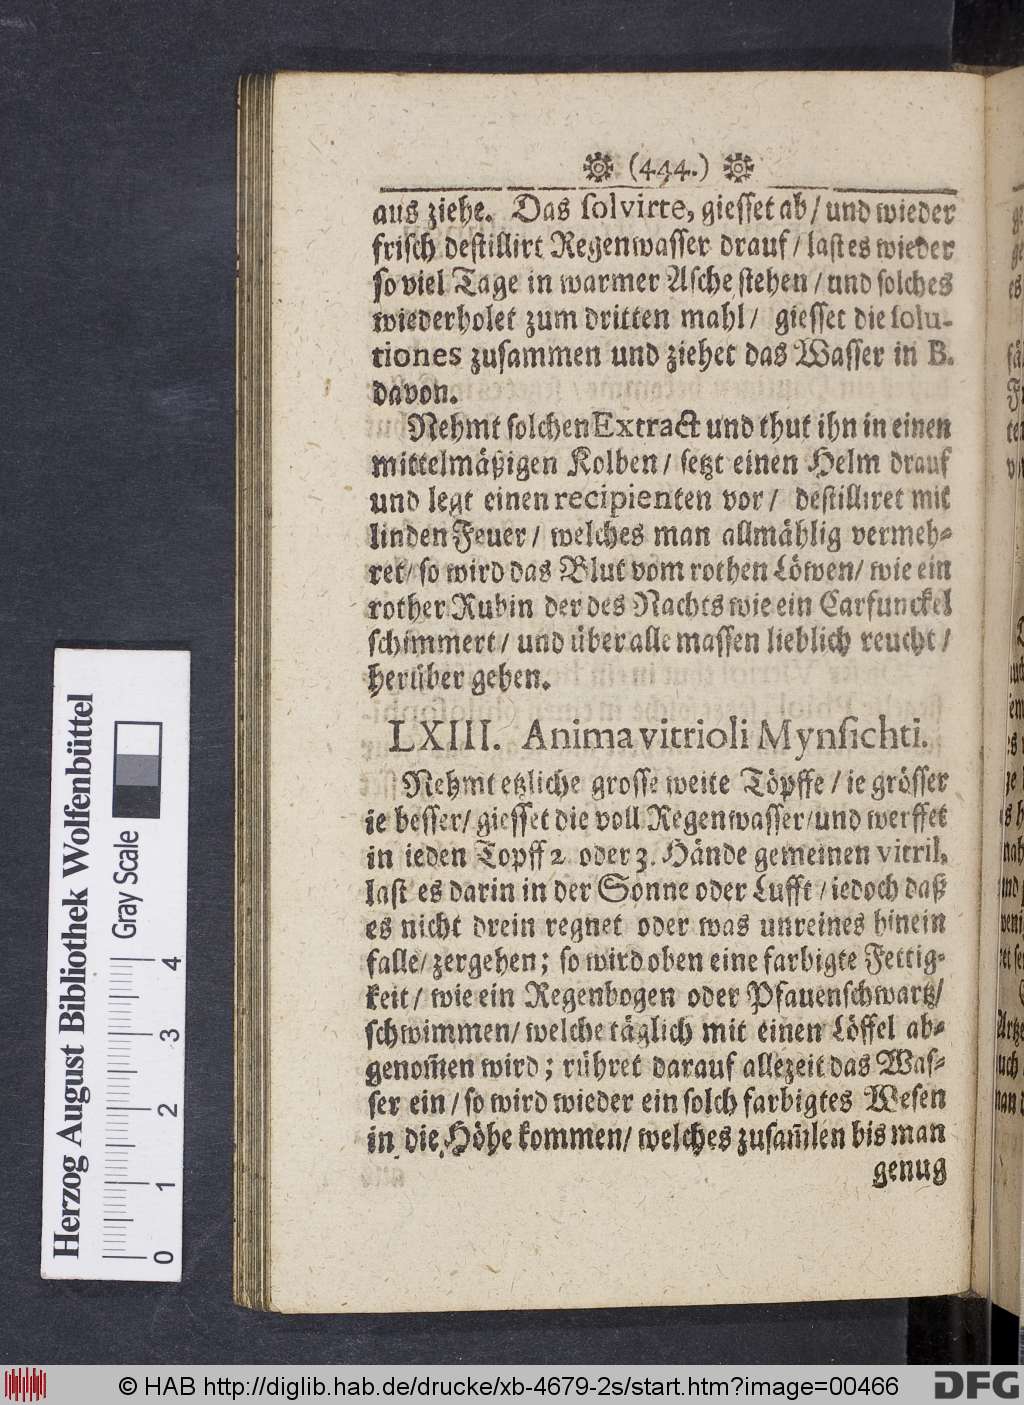 (444.)
aus ziehe. Das solvirte, giesset ab / und wieder
frisch destillirt Regenwasser drauf / last es wieder
so viel Tage in warmer Asche stehen / und solches
wiederholet zum dritten mahl / giesset die solu-
tiones zusammen und ziehet das Wasser in B.
davon.
Nehmt solchen Extract und thut ihn in einen
mittelmäßigen Kolben / setzt einen Helm drauf
und legt einen recipienten vor / destilliret mit
linden Feuer / welches man allmählig vermeh-
ret / so wird das Blut vom rothen Löwen / wie ein
rother Rubin der des Nachts wie ein Carfunckel
schimmert / und über alle massen lieblich reucht /
herüber gehen.
LXIII. Anima vitrioli Mynsichti.
Nehmt etzliche grosse weite Töpffe / ie grösser
ie besser / giesset die voll Regenwasser / und werffet
in ieden Topff 2 oder 3. Hände gemeinen vitril,
last es darin in der Sonne oder Lufft / iedoch daß
es nicht drein regnet oder was unreines hinein
falle / zergehen; so wird oben eine farbigte Fettig-
keit / wie ein Regenbogen oder Pfauenschwartz /
schwimmen / welche täglich mit einen Löffel ab-
genom̃en wird; rühret darauf allezeit das Was-
ser ein / so wird wieder ein solch farbigtes Wesen
in die Höhe kommen / welches zusam̃len bis man
genug
Herzog August Bibliothek Wolfenbüttel
Gray Scale
0 1 2 3 4
© HAB http://diglib.hab.de/drucke/xb-4679-2s/start.htm?image=00466
DFG